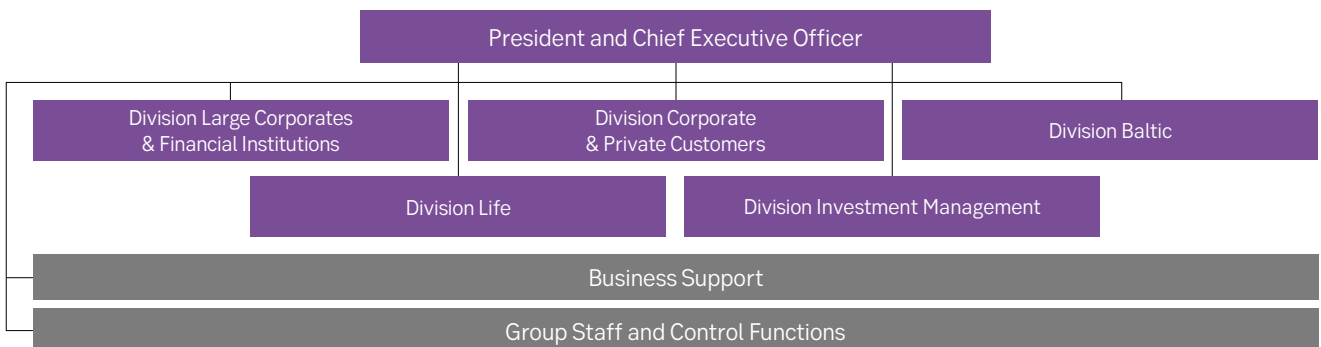 President and Chief Executive Officer
Division Large Corporates
& Financial Institutions
Division Corporate
& Private Customers
Division Baltic
Division Life
Division Investment Management
Business Support
Group Staff and Control Functions